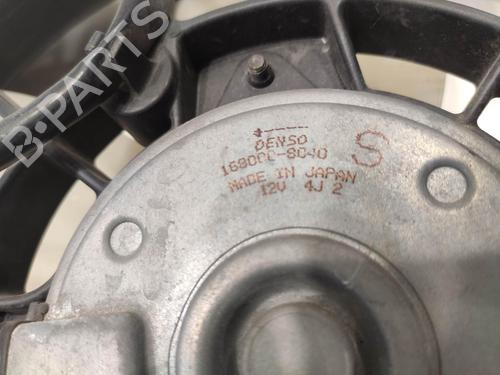 B-PARTS
DENSO
168000-8040
MADE IN JAPAN
12V 4J 2
S